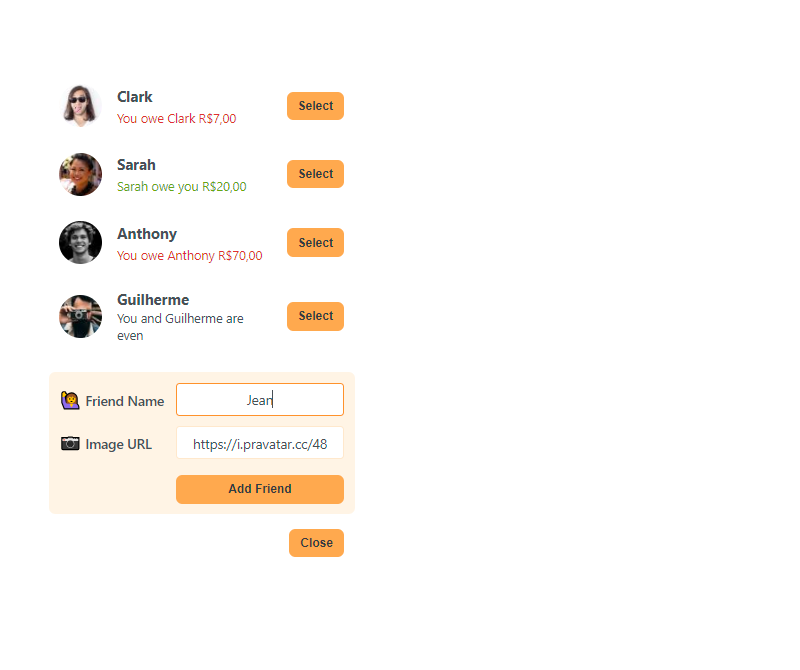 Clark
You owe Clark R$7,00
Select
Sarah
Sarah owe you R$20,00
Select
Anthony
You owe Anthony R$70,00
Select
Guilherme
You and Guilherme are
even
Select
Friend Name
Jean
Image URL
https://i.pravatar.cc/48
Add Friend
Close